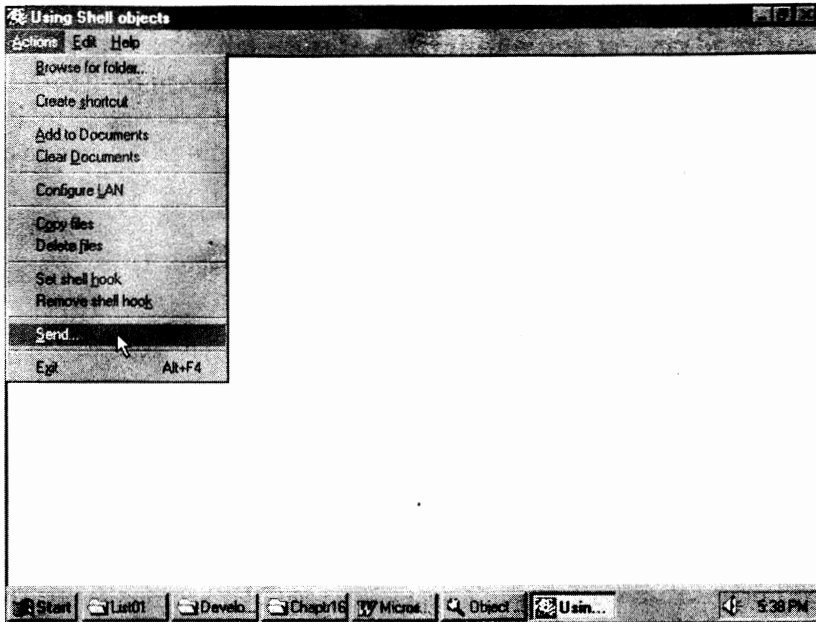 Using Shell objects
Actions Edit Help
Browse for folder...
Create shortcut
Add to Documents
Clear Documents
Configure LAN
Copy files
Delete files
Set shell hook
Remove shell hook
Send...
Exit Alt+F4
Start List01 Develo... Chaptr16 Micros... Object ... Usin... 5:38 PM